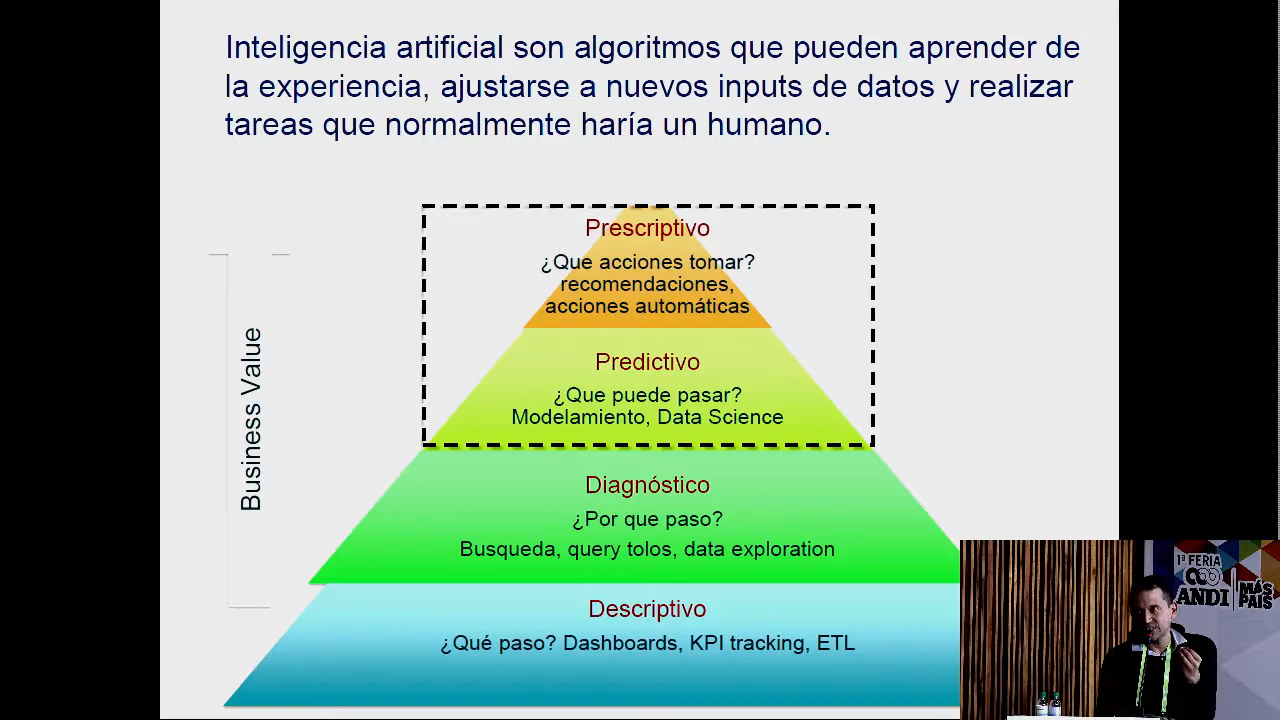 Inteligencia artificial son algoritmos que pueden aprender de
la experiencia, ajustarse a nuevos inputs de datos y realizar
tareas que normalmente haría un humano.
Prescriptivo
¿Que acciones tomar?
recomendaciones,
acciones automáticas
Predictivo
¿Que puede pasar?
Modelamiento, Data Science
Diagnóstico
¿Por que paso?
Busqueda, query tolos, data exploration
Descriptivo
¿Qué paso? Dashboards, KPI tracking, ETL
Business Value
1ª FERIA
ANDI
MÁS
PAÍS